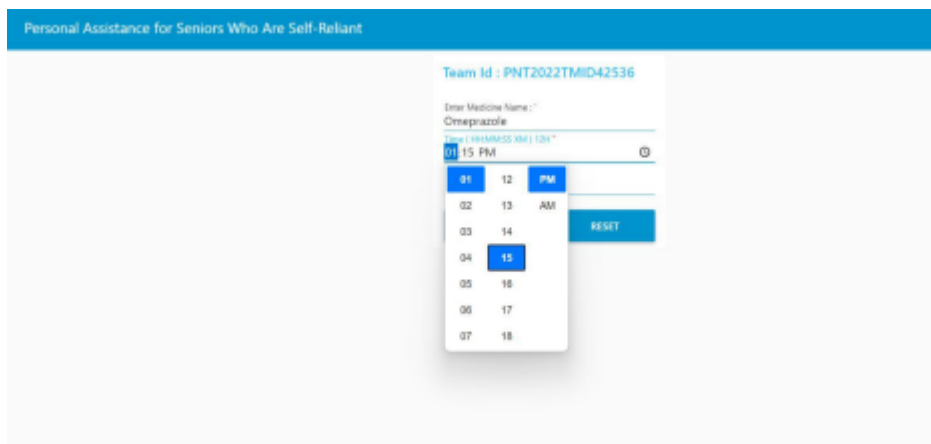 Personal Assistance for Seniors Who Are Self-Reliant
Team Id : PNT2022TMID42536
Enter Medicine Name : *
Omeprazole
Time ( HH:MM:SS XM ) 12H *
01:15 PM
01 12 PM
02 13 AM
03 14
RESET
04 15
05 16
06 17
07 18